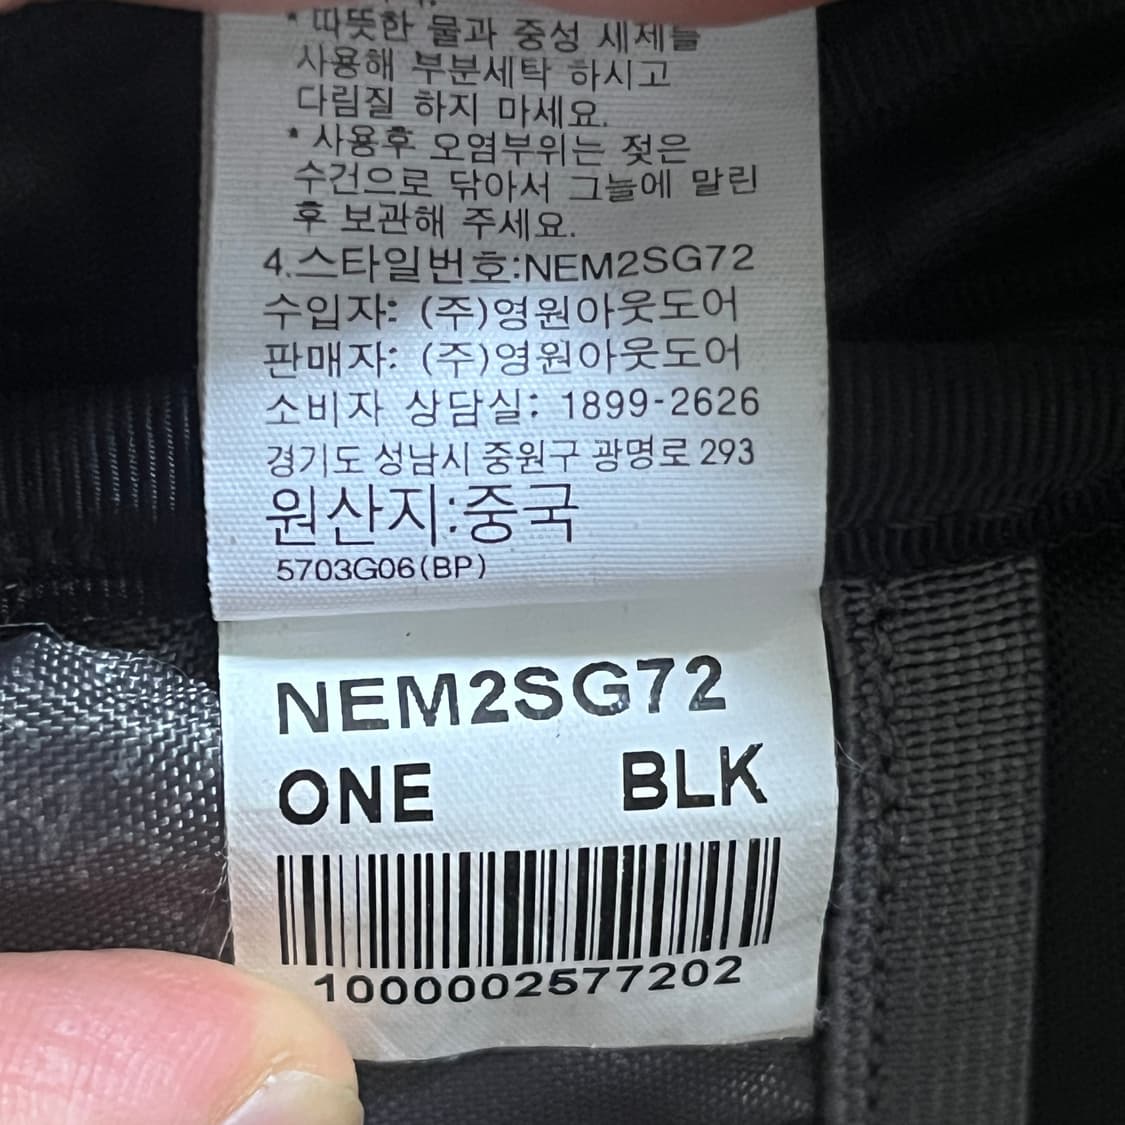 * 따뜻한 물과 중성 세제를
사용해 부분세탁 하시고
다림질 하지 마세요.
* 사용후 오염부위는 젖은
수건으로 닦아서 그늘에 말린
후 보관해 주세요.
4.스타일번호:NEM2SG72
수입자: (주)영원아웃도어
판매자: (주)영원아웃도어
소비자 상담실: 1899-2626
경기도 성남시 중원구 광명로 293
원산지:중국
5703G06(BP)
NEM2SG72
ONE BLK
1000002577202